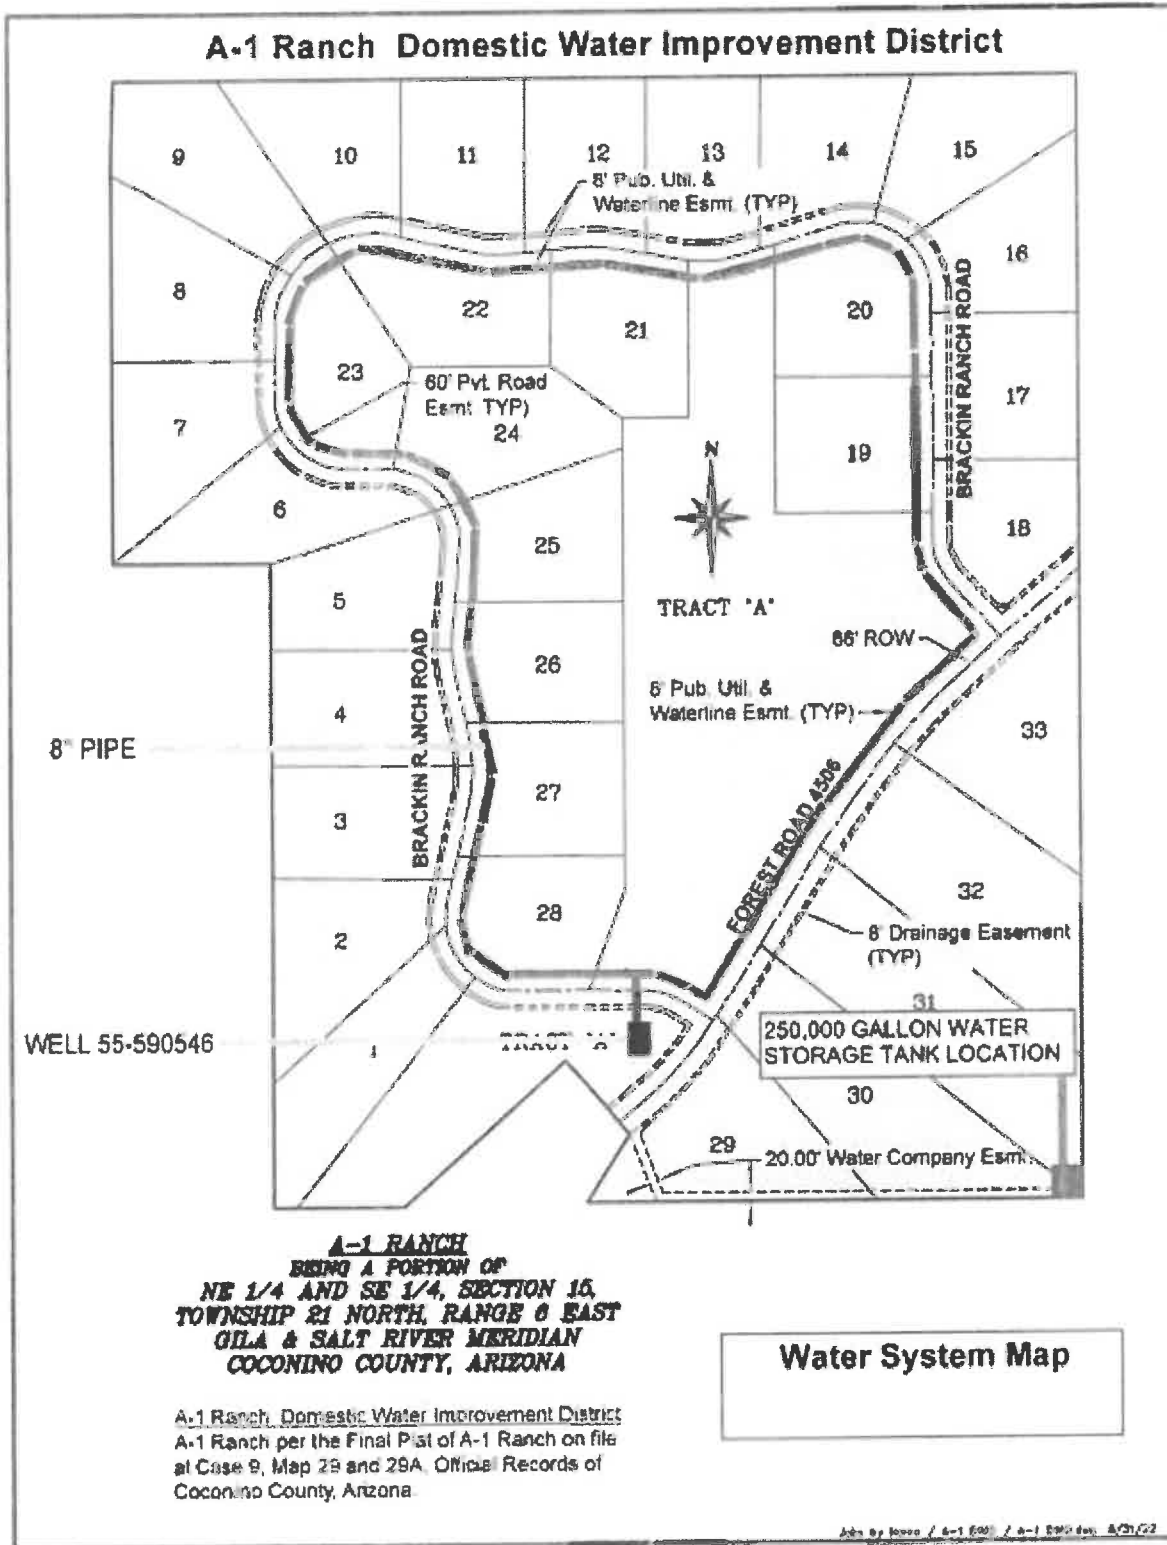 A-1 Ranch Domestic Water Improvement District
9
10
11
12
13
14
15
8' Pub. Util. &
Waterline Esmt. (TYP)
16
8
22
21
20
BRACKIN RANCH ROAD
23
60' Pvt. Road
Esmt. TYP)
24
17
7
19
N
6
18
25
5
TRACT "A"
66' ROW
26
8' Pub. Util. &
Waterline Esmt. (TYP)
4
33
8" PIPE
BRACKIN RANCH ROAD
27
3
FOREST ROAD 4506
32
28
2
8' Drainage Easement
(TYP)
31
250,000 GALLON WATER
STORAGE TANK LOCATION
WELL 55-590546
1
TRACT "A"
30
29
20.00' Water Company Esmt.
A-1 RANCH
BEING A PORTION OF
NE 1/4 AND SE 1/4, SECTION 15,
TOWNSHIP 21 NORTH, RANGE 6 EAST
GILA & SALT RIVER MERIDIAN
COCONINO COUNTY, ARIZONA
Water System Map
A-1 Ranch Domestic Water Improvement District
A-1 Ranch per the Final Plat of A-1 Ranch on file
at Case 9, Map 29 and 29A, Official Records of
Coconino County, Arizona.